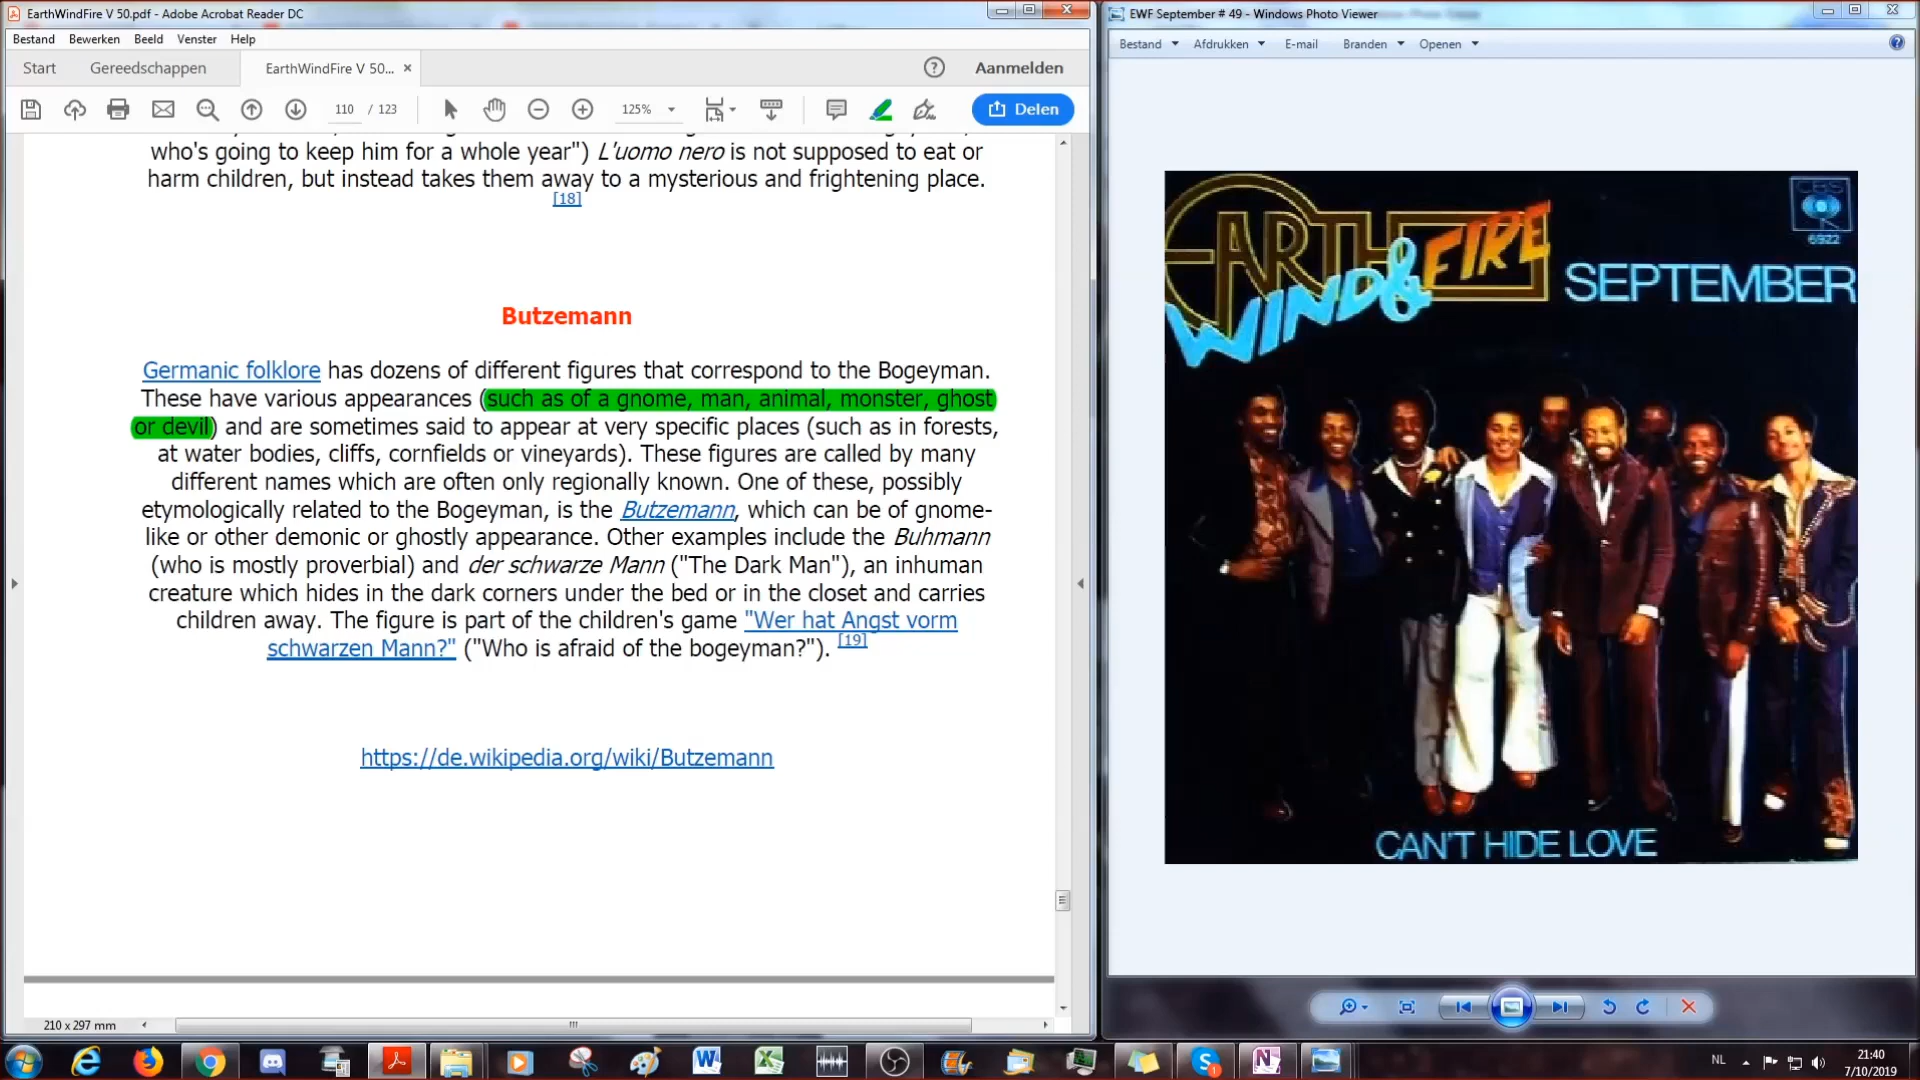 EarthWindFire V 50.pdf - Adobe Acrobat Reader DC
Bestand Bewerken Beeld Venster Help
Start Gereedschappen EarthWindFire V 50... × Aanmelden
110 / 123 125% Delen
who's going to keep him for a whole year") L'uomo nero is not supposed to eat or
harm children, but instead takes them away to a mysterious and frightening place.
[18]
Butzemann
Germanic folklore has dozens of different figures that correspond to the Bogeyman.
These have various appearances (such as of a gnome, man, animal, monster, ghost
or devil) and are sometimes said to appear at very specific places (such as in forests,
at water bodies, cliffs, cornfields or vineyards). These figures are called by many
different names which are often only regionally known. One of these, possibly
etymologically related to the Bogeyman, is the Butzemann, which can be of gnome-
like or other demonic or ghostly appearance. Other examples include the Buhmann
(who is mostly proverbial) and der schwarze Mann ("The Dark Man"), an inhuman
creature which hides in the dark corners under the bed or in the closet and carries
children away. The figure is part of the children's game "Wer hat Angst vorm
schwarzen Mann?" ("Who is afraid of the bogeyman?"). [19]
https://de.wikipedia.org/wiki/Butzemann
210 x 297 mm
EWF September # 49 - Windows Photo Viewer
Bestand Afdrukken E-mail Branden Openen
EARTH
WIND & FIRE
SEPTEMBER
CBS
6922
CAN'T HIDE LOVE
NL
21:40
7/10/2019